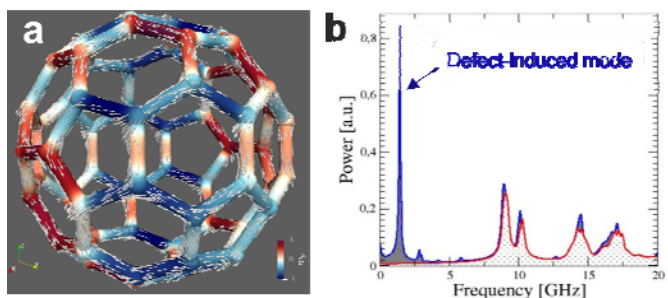 a
b
0,8
Defect-Induced mode
0,6
Power [a.u.]
0,4
0,2
0
0 5 10 15 20
Frequency [GHz]